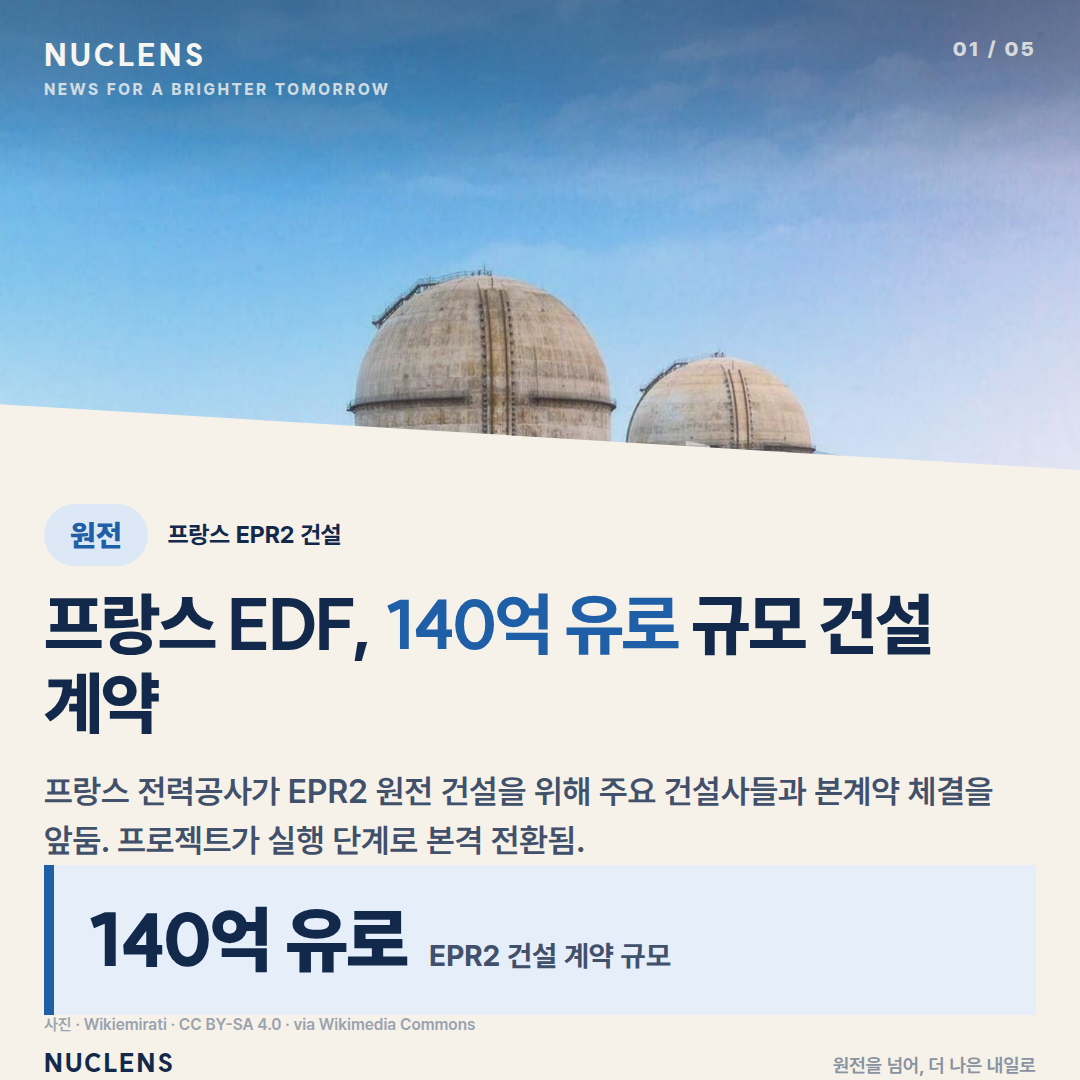 NUCLENS
01 / 05
NEWS FOR A BRIGHTER TOMORROW
원전
프랑스 EPR2 건설
프랑스 EDF, 140억 유로 규모 건설
계약
프랑스 전력공사가 EPR2 원전 건설을 위해 주요 건설사들과 본계약 체결을
앞둠. 프로젝트가 실행 단계로 본격 전환됨.
140억 유로 EPR2 건설 계약 규모
사진 · Wikiemirati · CC BY-SA 4.0 · via Wikimedia Commons
NUCLENS
원전을 넘어, 더 나은 내일로